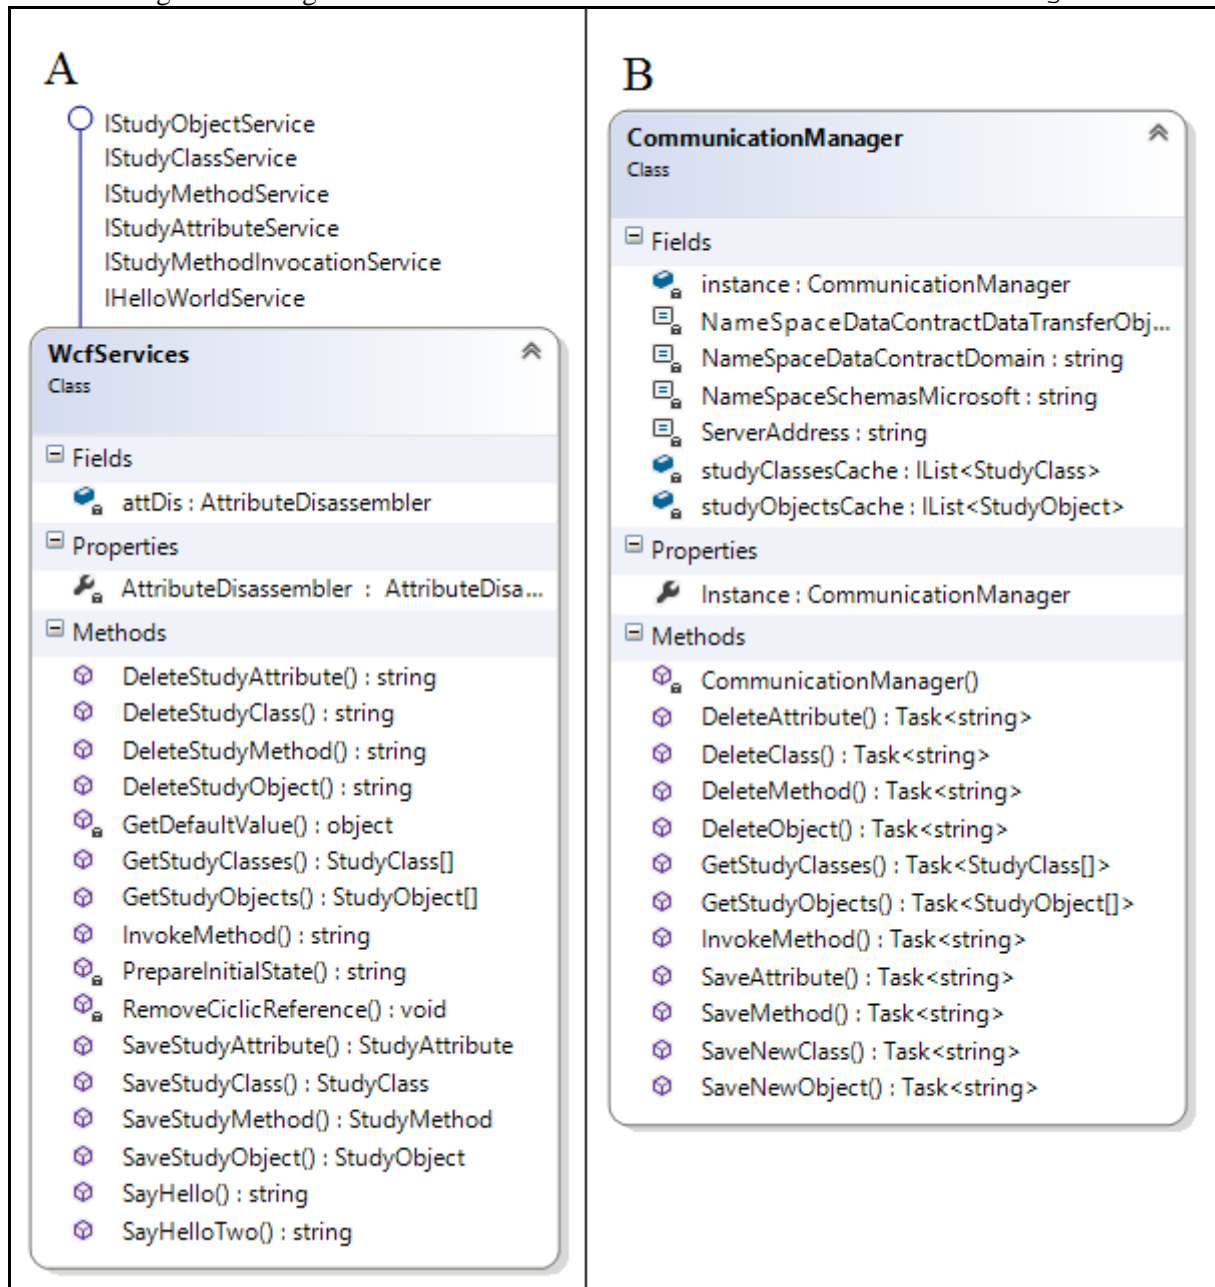 A
IStudyObjectService
IStudyClassService
IStudyMethodService
IStudyAttributeService
IStudyMethodInvocationService
IHelloWorldService
WcfServices
Class
Fields
attDis : AttributeDisassembler
Properties
AttributeDisassembler : AttributeDisa...
Methods
DeleteStudyAttribute() : string
DeleteStudyClass() : string
DeleteStudyMethod() : string
DeleteStudyObject() : string
GetDefaultValue() : object
GetStudyClasses() : StudyClass[]
GetStudyObjects() : StudyObject[]
InvokeMethod() : string
PrepareInitialState() : string
RemoveCiclicReference() : void
SaveStudyAttribute() : StudyAttribute
SaveStudyClass() : StudyClass
SaveStudyMethod() : StudyMethod
SaveStudyObject() : StudyObject
SayHello() : string
SayHelloTwo() : string
B
CommunicationManager
Class
Fields
instance : CommunicationManager
NameSpaceDataContractDataTransferObj...
NameSpaceDataContractDomain : string
NameSpaceSchemasMicrosoft : string
ServerAddress : string
studyClassesCache : IList<StudyClass>
studyObjectsCache : IList<StudyObject>
Properties
Instance : CommunicationManager
Methods
CommunicationManager()
DeleteAttribute() : Task<string>
DeleteClass() : Task<string>
DeleteMethod() : Task<string>
DeleteObject() : Task<string>
GetStudyClasses() : Task<StudyClass[]>
GetStudyObjects() : Task<StudyObject[]>
InvokeMethod() : Task<string>
SaveAttribute() : Task<string>
SaveMethod() : Task<string>
SaveNewClass() : Task<string>
SaveNewObject() : Task<string>